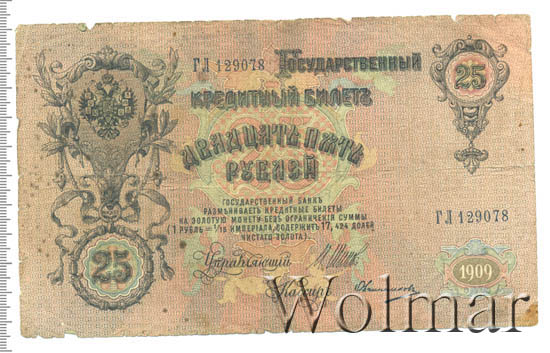 ГЛ 129078 Государственный
25
Кредитный Билетъ
Двадцать пять
рублей
Государственный Банкъ
размѣниваетъ кредитные билеты
на золотую монету безъ ограниченія суммы
(1 рубль = 1/15 имперіала, содержитъ 17,424 долей
чистаго золота).
ГЛ 129078
25
Управляющій
Кассиръ
1909
Wolmar